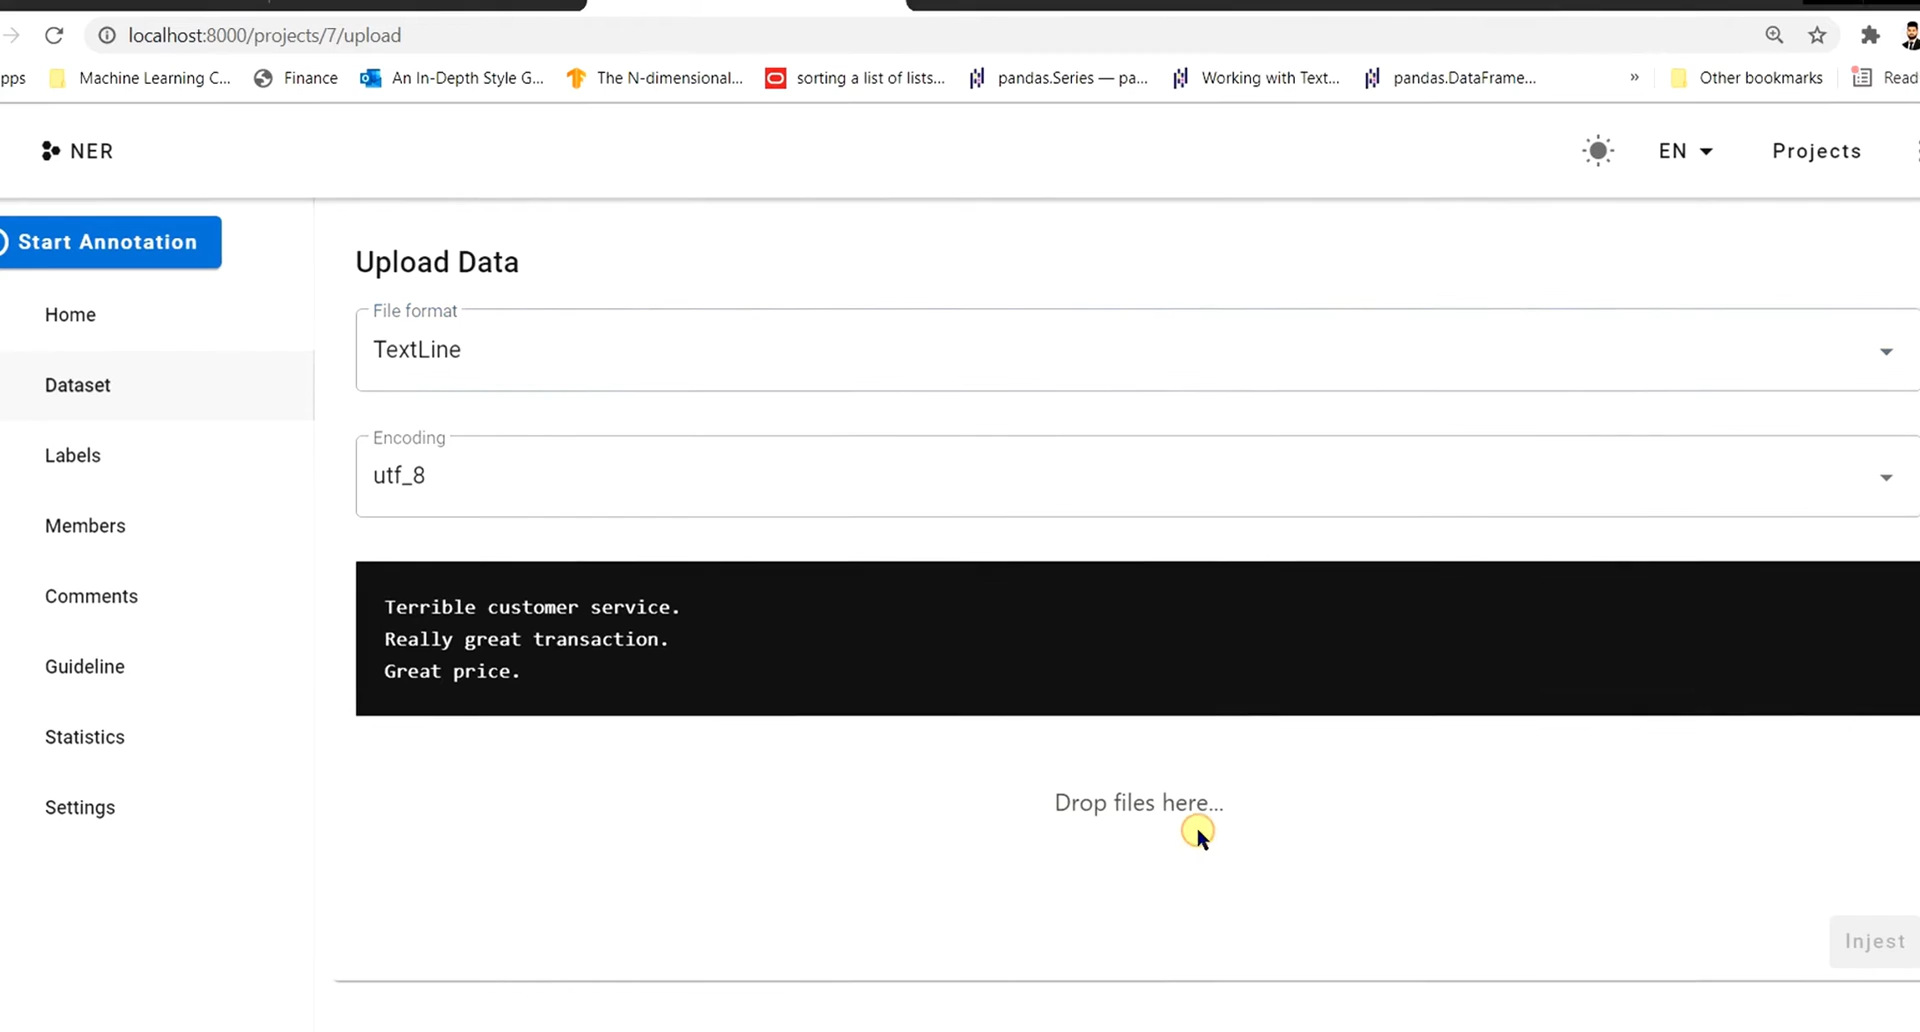 localhost:8000/projects/7/upload
pps Machine Learning C... Finance An In-Depth Style G... The N-dimensional... sorting a list of lists... pandas.Series — pa... Working with Text... pandas.DataFrame... » Other bookmarks Read
NER EN Projects
Start Annotation
Home
Dataset
Labels
Members
Comments
Guideline
Statistics
Settings
Upload Data
File format
TextLine
Encoding
utf_8
Terrible customer service.
Really great transaction.
Great price.
Drop files here...
Injest